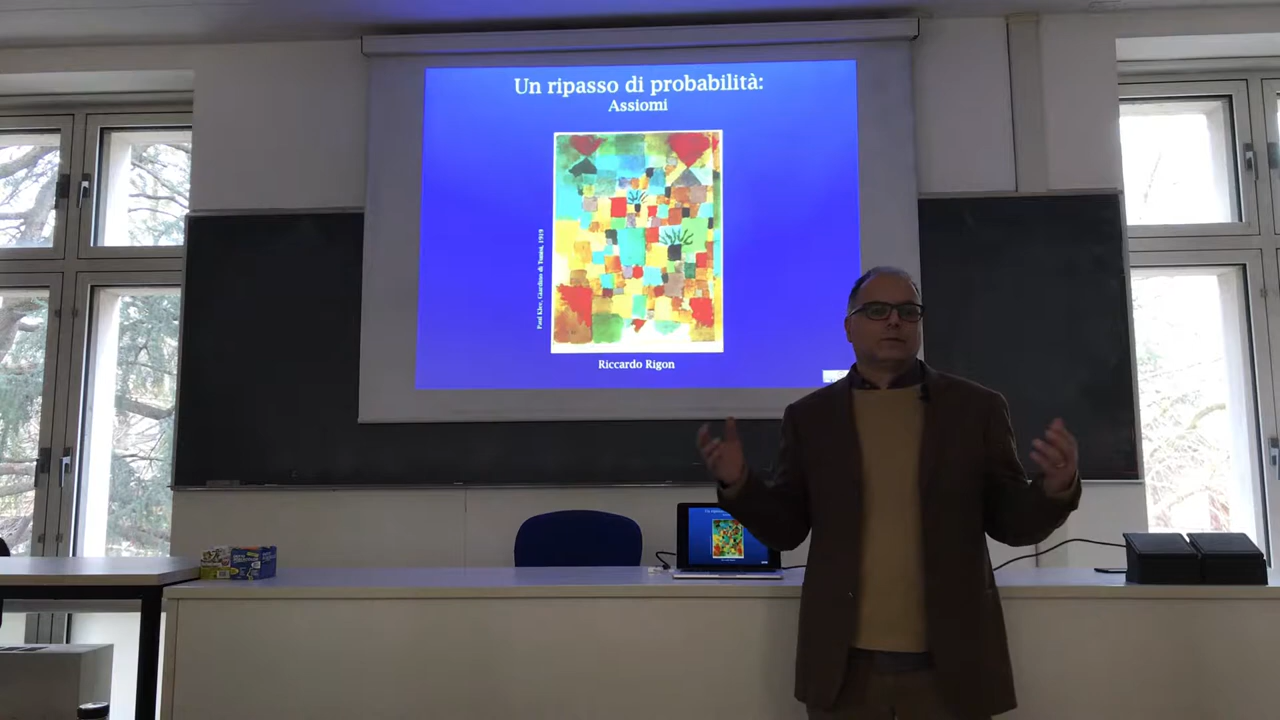 Un ripasso di probabilità:
Assiomi
Paul Klee, Giardino di Tunisi, 1919
Riccardo Rigon